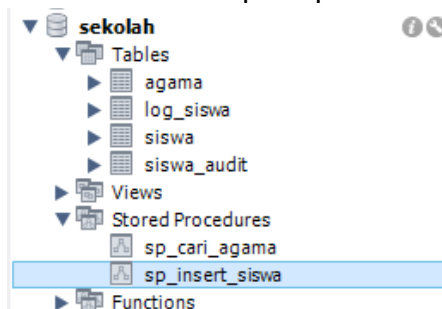 sekolah
Tables
agama
log_siswa
siswa
siswa_audit
Views
Stored Procedures
sp_cari_agama
sp_insert_siswa
Functions